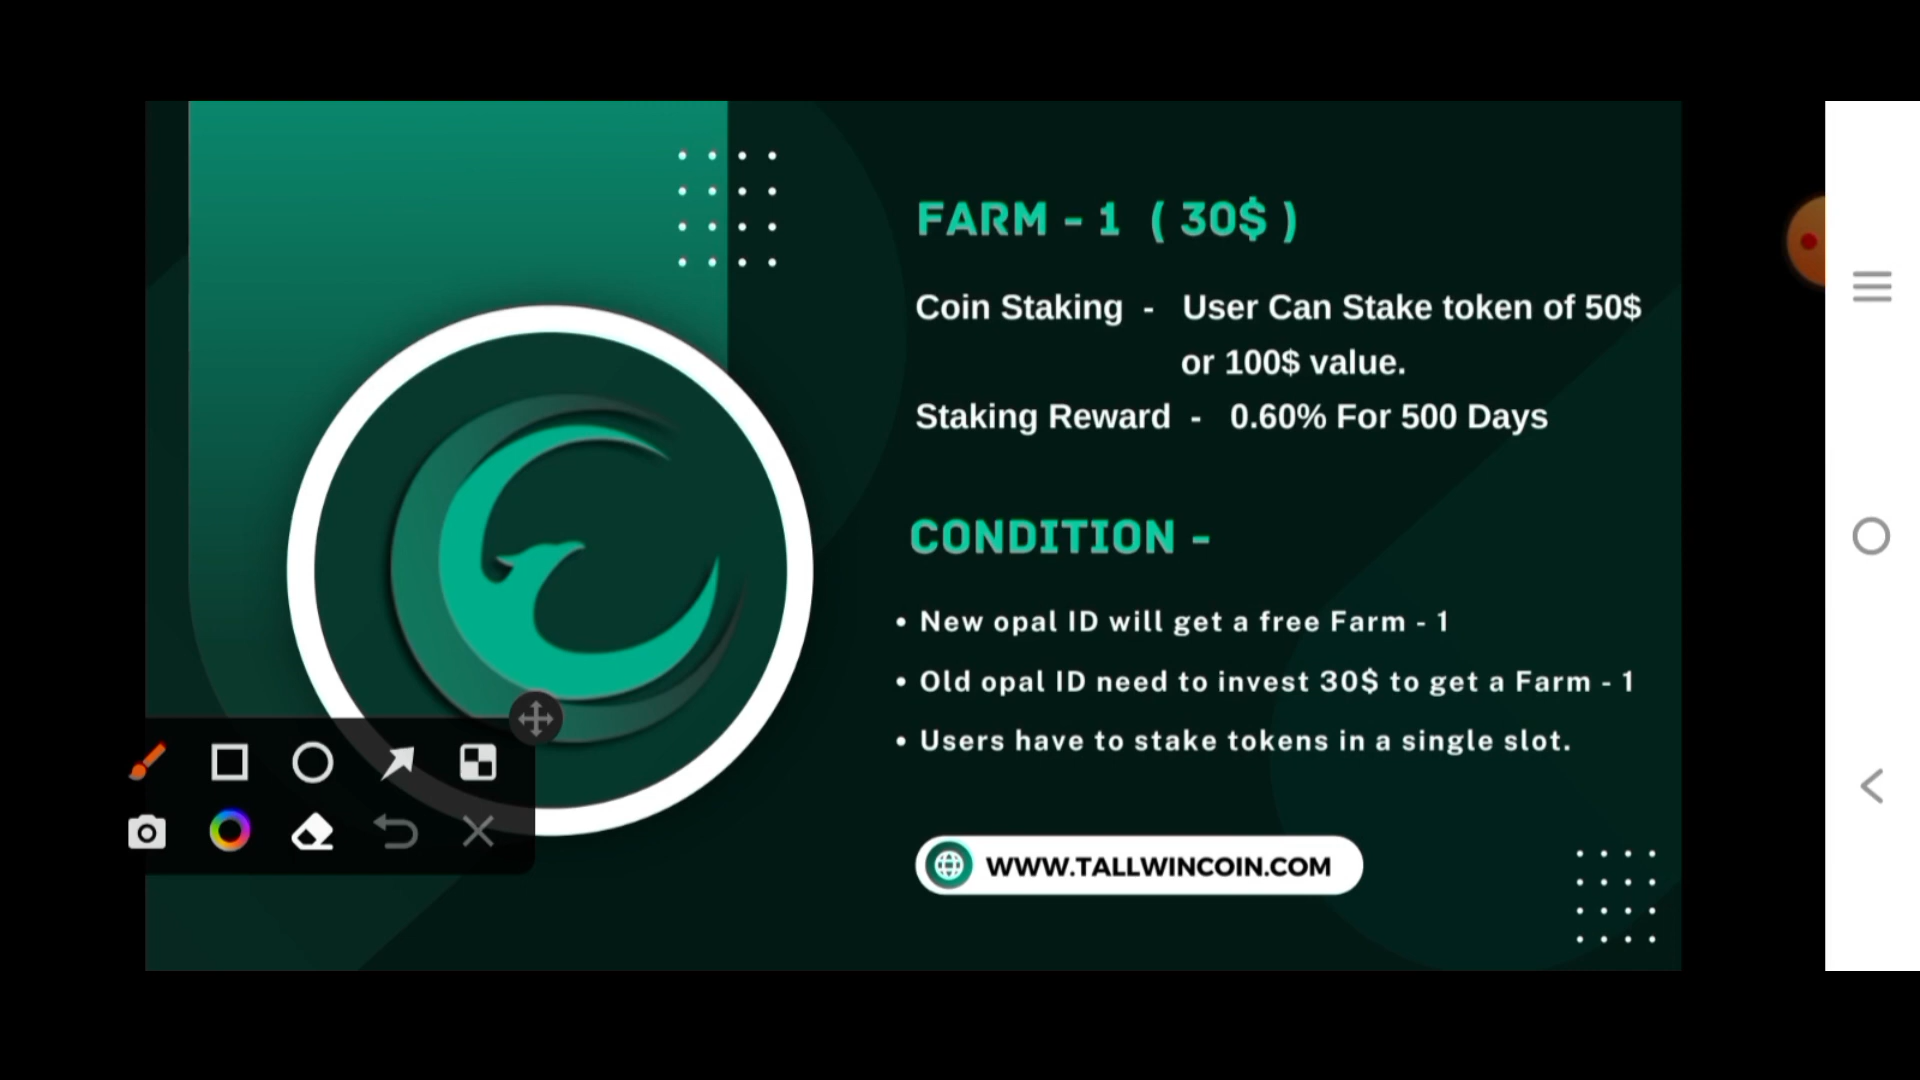 FARM - 1 ( 30$ )
Coin Staking - User Can Stake token of 50$
or 100$ value.
Staking Reward - 0.60% For 500 Days
CONDITION -
• New opal ID will get a free Farm - 1
• Old opal ID need to invest 30$ to get a Farm - 1
• Users have to stake tokens in a single slot.
WWW.TALLWINCOIN.COM